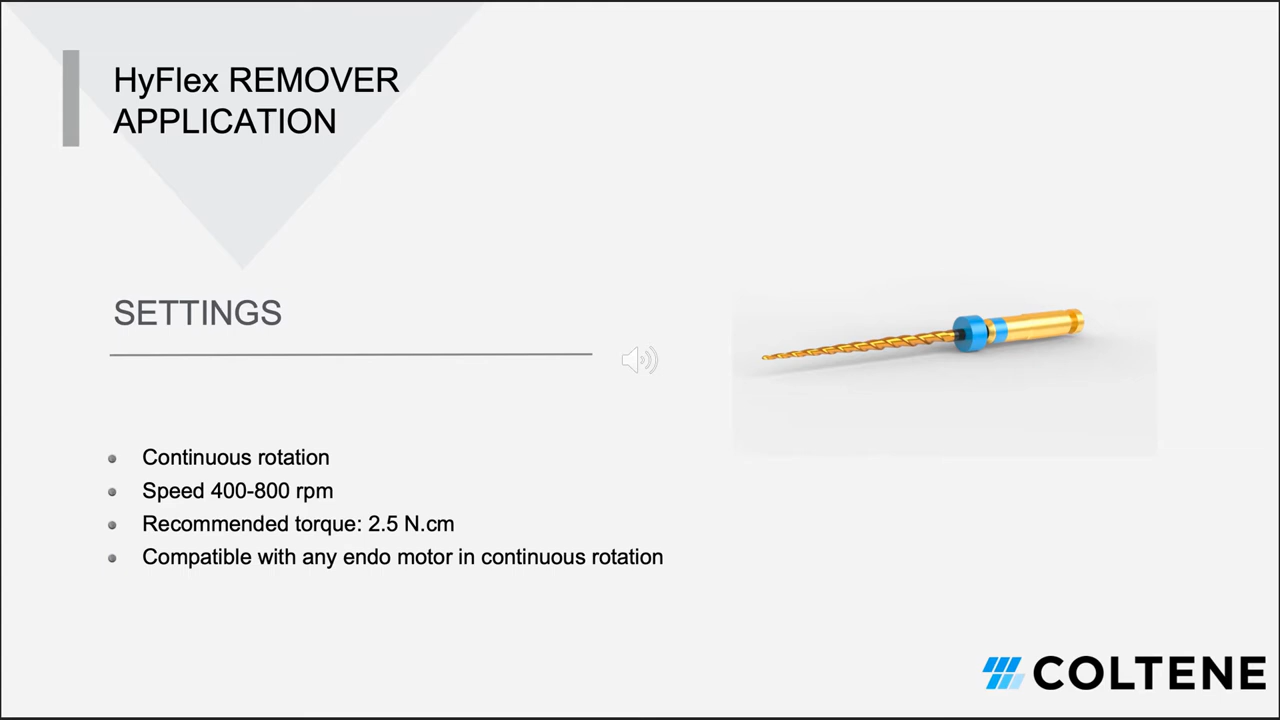 HyFlex REMOVER
APPLICATION
SETTINGS
Continuous rotation
Speed 400-800 rpm
Recommended torque: 2.5 N.cm
Compatible with any endo motor in continuous rotation
COLTENE